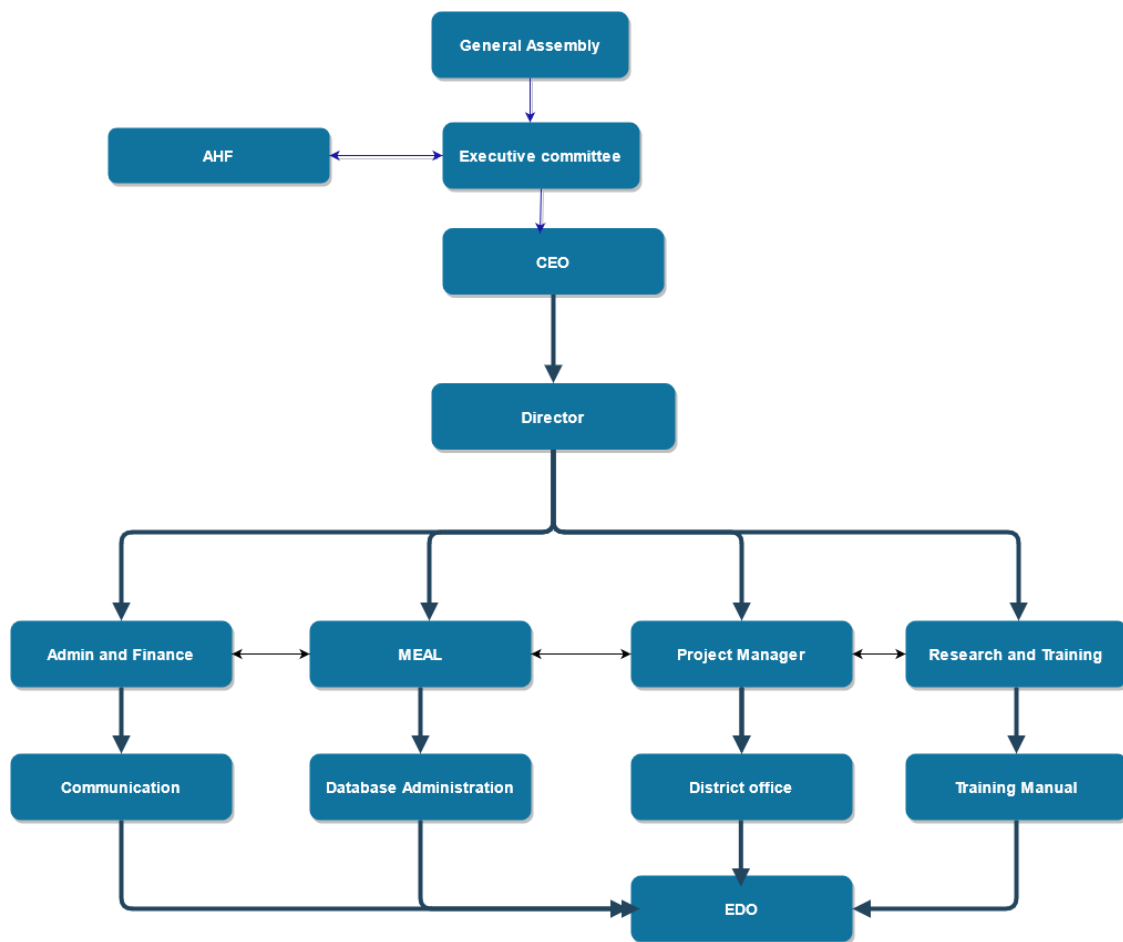 General Assembly
AHF
Executive committee
CEO
Director
Admin and Finance
MEAL
Project Manager
Research and Training
Communication
Database Administration
District office
Training Manual
EDO